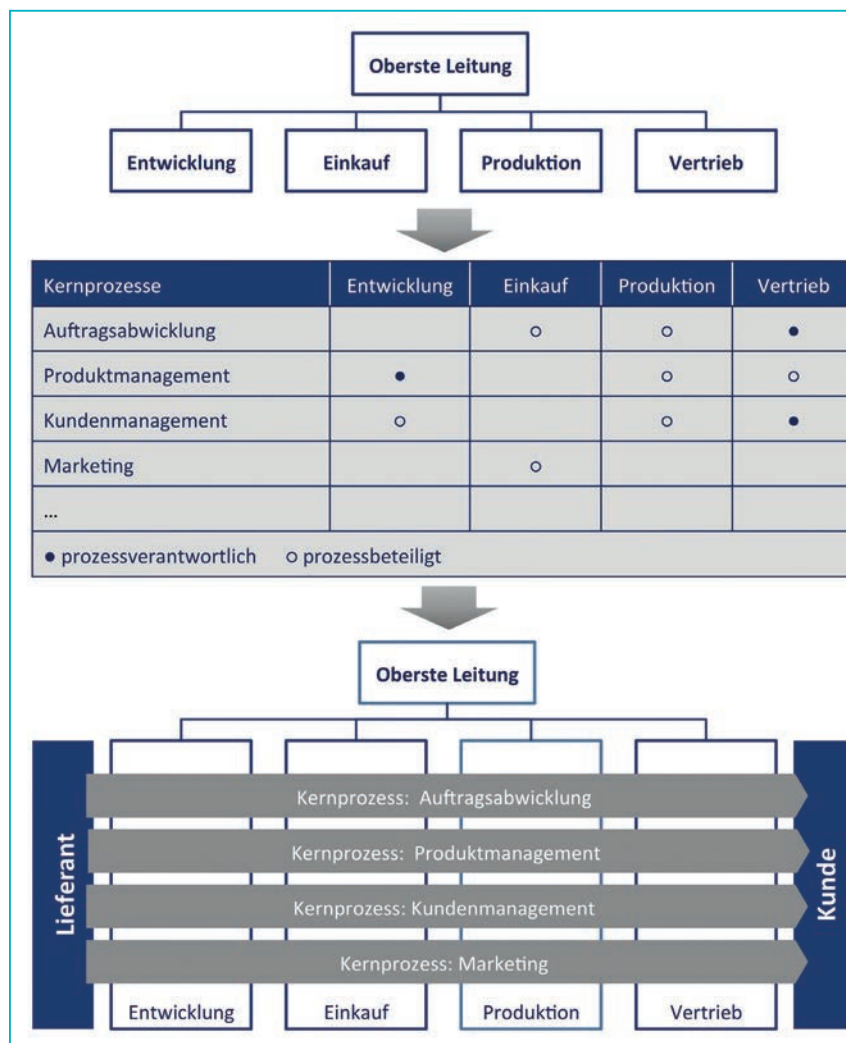 Oberste Leitung
Entwicklung Einkauf Produktion Vertrieb
Kernprozesse Entwicklung Einkauf Produktion Vertrieb
Auftragsabwicklung ○ ○ ●
Produktmanagement ● ○ ○
Kundenmanagement ○ ○ ●
Marketing ○
...
● prozessverantwortlich ○ prozessbeteiligt
Oberste Leitung
Lieferant
Kernprozess: Auftragsabwicklung
Kernprozess: Produktmanagement
Kernprozess: Kundenmanagement
Kernprozess: Marketing
Kunde
Entwicklung Einkauf Produktion Vertrieb